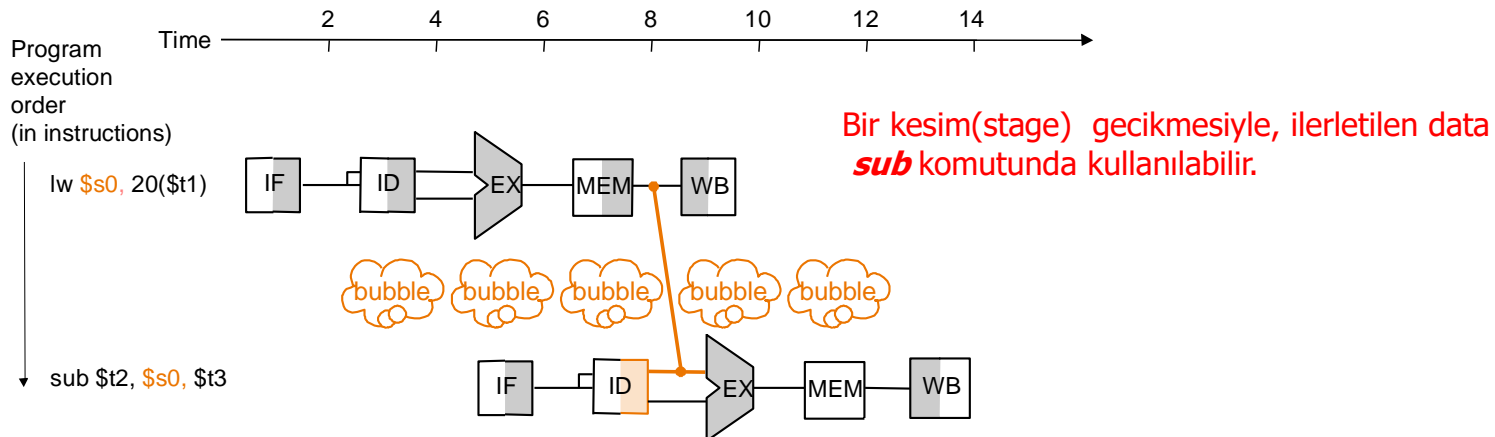 2 4 6 8 10 12 14
Time
Program
execution
order
(in instructions)
Bir kesim(stage) gecikmesiyle, ilerletilen data
sub komutunda kullanılabilir.
lw $s0, 20($t1)
IF ID EX MEM WB
bubble bubble bubble bubble bubble
sub $t2, $s0, $t3
IF ID EX MEM WB